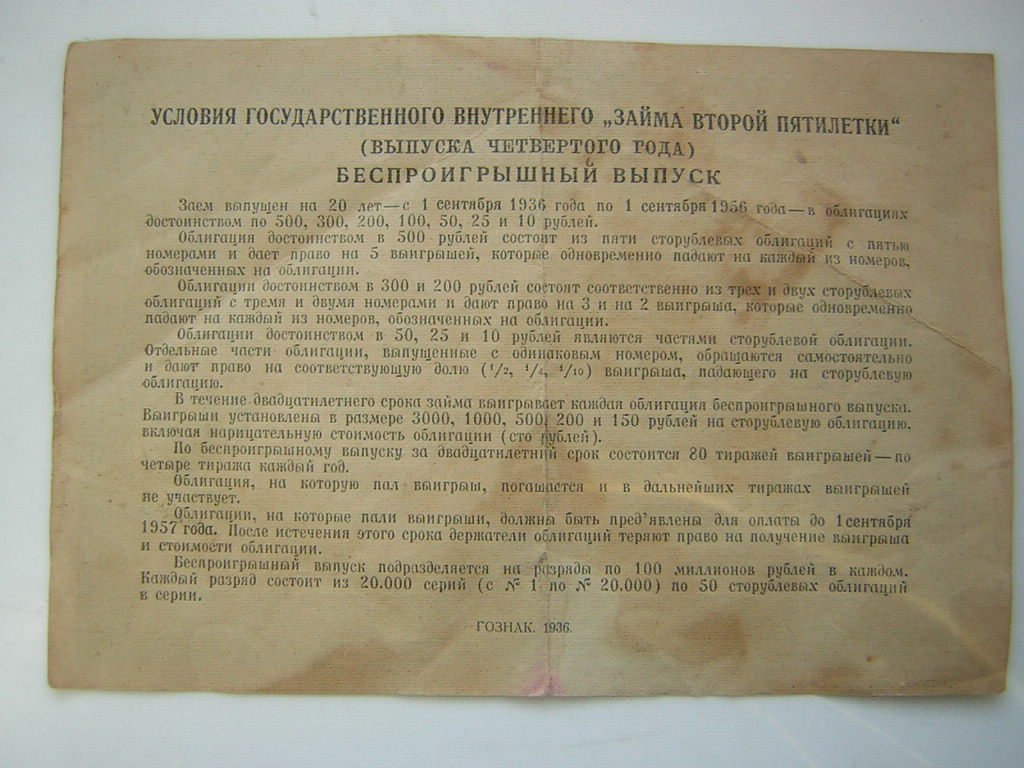 УСЛОВИЯ ГОСУДАРСТВЕННОГО ВНУТРЕННЕГО „ЗАЙМА ВТОРОЙ ПЯТИЛЕТКИ“
(ВЫПУСКА ЧЕТВЕРТОГО ГОДА)
БЕСПРОИГРЫШНЫЙ ВЫПУСК
Заем выпущен на 20 лет—с 1 сентября 1936 года по 1 сентября 1956 года—в облигациях
достоинством по 500, 300, 200, 100, 50, 25 и 10 рублей.
Облигация достоинством в 500 рублей состоит из пяти сторублевых облигаций с пятью
номерами и дает право на 5 выигрышей, которые одновременно падают на каждый из номеров,
обозначенных на облигации.
Облигации достоинством в 300 и 200 рублей состоят соответственно из трех и двух сторублевых
облигаций с тремя и двумя номерами и дают право на 3 и на 2 выигрыша, которые одновременно
падают на каждый из номеров, обозначенных на облигации.
Облигации достоинством в 50, 25 и 10 рублей являются частями сторублевой облигации.
Отдельные части облигации, выпущенные с одинаковым номером, обращаются самостоятельно
и дают право на соответствующую долю (1/2, 1/4, 1/10) выигрыша, падающего на сторублевую
облигацию.
В течение двадцатилетнего срока займа выигрывает каждая облигация беспроигрышного выпуска.
Выигрыши установлены в размере 3000, 1000, 500, 200 и 150 рублей на сторублевую облигацию,
включая нарицательную стоимость облигации (сто рублей).
По беспроигрышному выпуску за двадцатилетний срок состоится 80 тиражей выигрышей—по
четыре тиража каждый год.
Облигация, на которую пал выигрыш, погашается и в дальнейших тиражах выигрышей
не участвует.
Облигации, на которые пали выигрыши, должны быть пред'явлены для оплаты до 1 сентября
1957 года. После истечения этого срока держатели облигаций теряют право на получение выигрыша
и стоимости облигации.
Беспроигрышный выпуск подразделяется на разряды по 100 миллионов рублей в каждом.
Каждый разряд состоит из 20.000 серий (с № 1 по № 20.000) по 50 сторублевых облигаций
в серии.
ГОЗНАК. 1936.